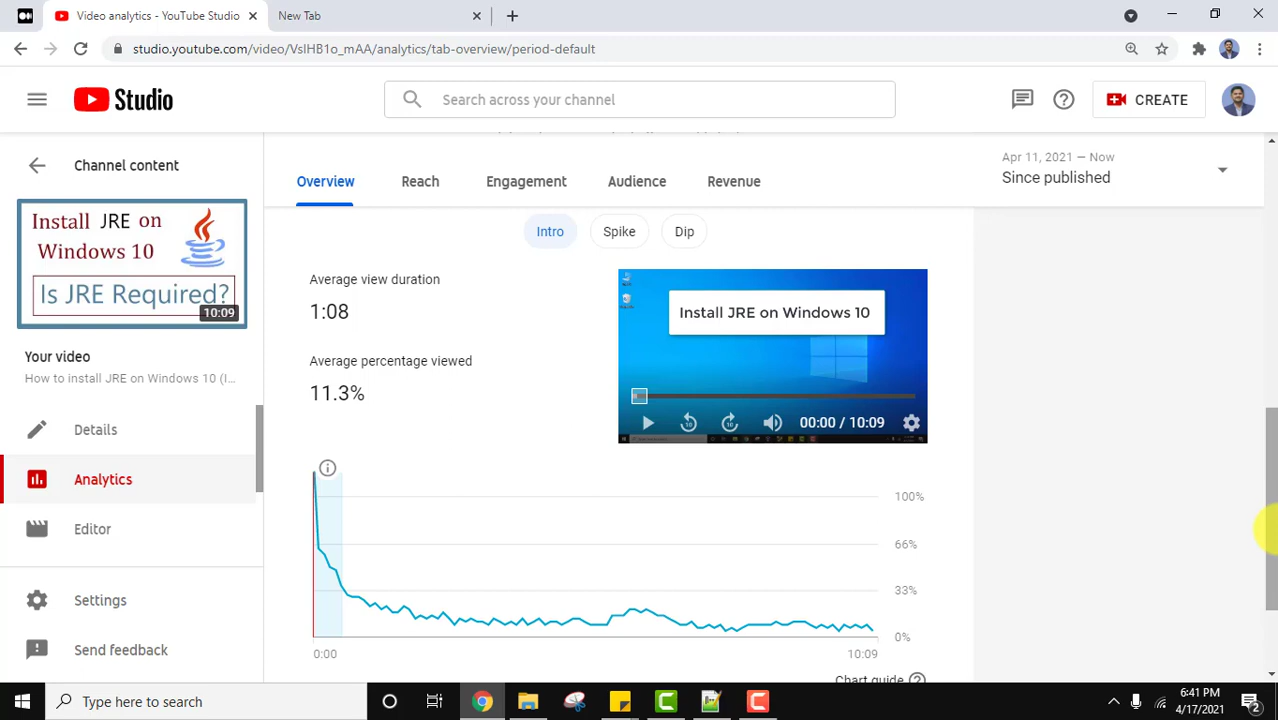 Video analytics - YouTube Studio
New Tab
studio.youtube.com/video/VslHB1o_mAA/analytics/tab-overview/period-default
Studio
Search across your channel
CREATE
Channel content
Install JRE on
Windows 10
Is JRE Required?
10:09
Your video
How to install JRE on Windows 10 (I...
Details
Analytics
Editor
Settings
Send feedback
Overview
Reach
Engagement
Audience
Revenue
Apr 11, 2021 — Now
Since published
Intro
Spike
Dip
Average view duration
1:08
Average percentage viewed
11.3%
Install JRE on Windows 10
10
10
00:00 / 10:09
100%
66%
33%
0%
0:00
10:09
Chart guide
Type here to search
6:41 PM
4/17/2021
2